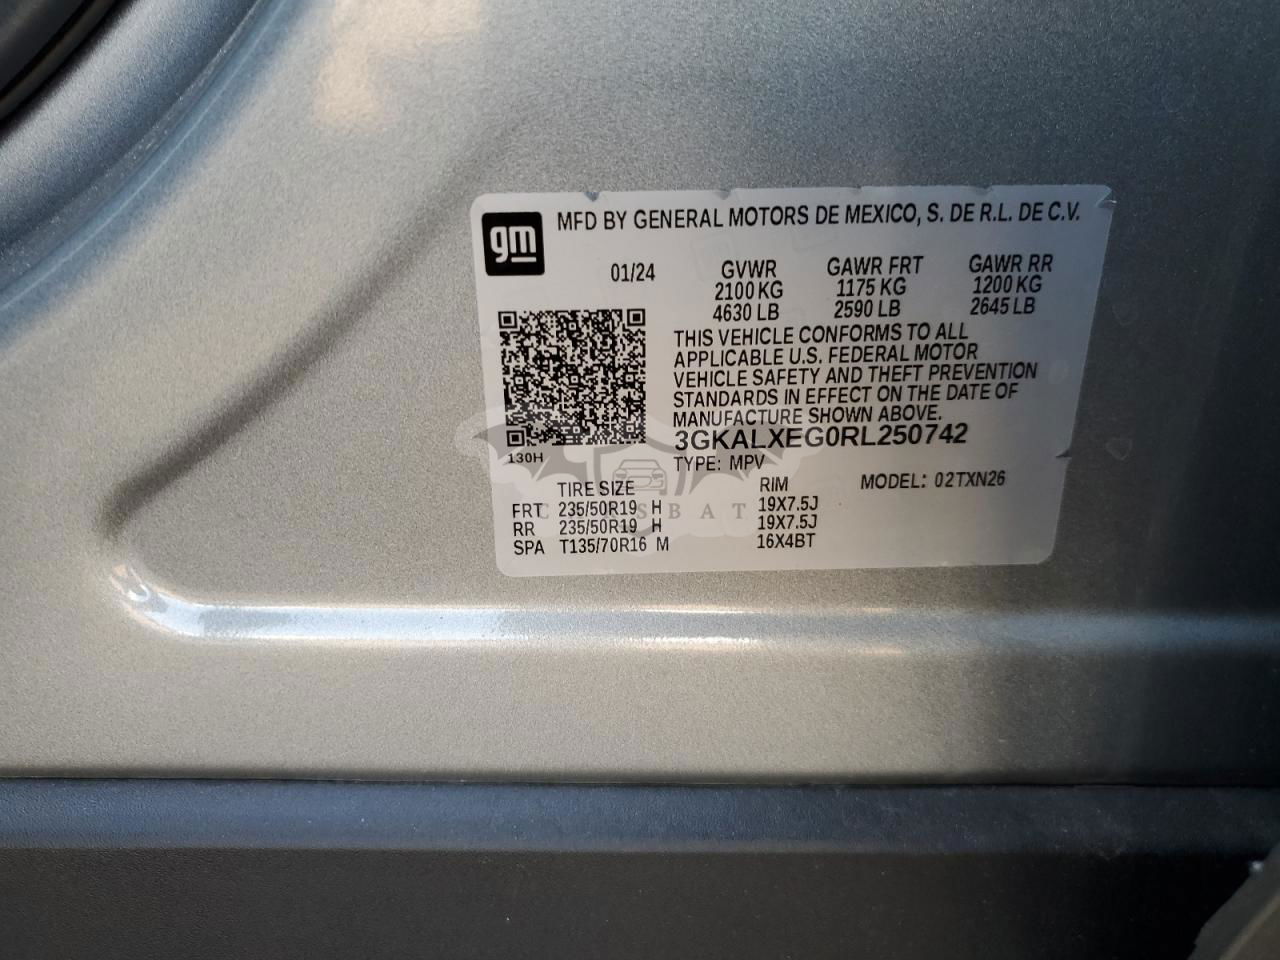 gm
MFD BY GENERAL MOTORS DE MEXICO, S. DE R.L. DE C.V.
01/24 GVWR GAWR FRT GAWR RR
2100 KG 1175 KG 1200 KG
4630 LB 2590 LB 2645 LB
THIS VEHICLE CONFORMS TO ALL
APPLICABLE U.S. FEDERAL MOTOR
VEHICLE SAFETY AND THEFT PREVENTION
STANDARDS IN EFFECT ON THE DATE OF
MANUFACTURE SHOWN ABOVE.
3GKALXEG0RL250742
130H
TYPE: MPV
TIRE SIZE RIM MODEL: 02TXN26
FRT 235/50R19 H 19X7.5J
RR 235/50R19 H 19X7.5J
SPA T135/70R16 M 16X4BT